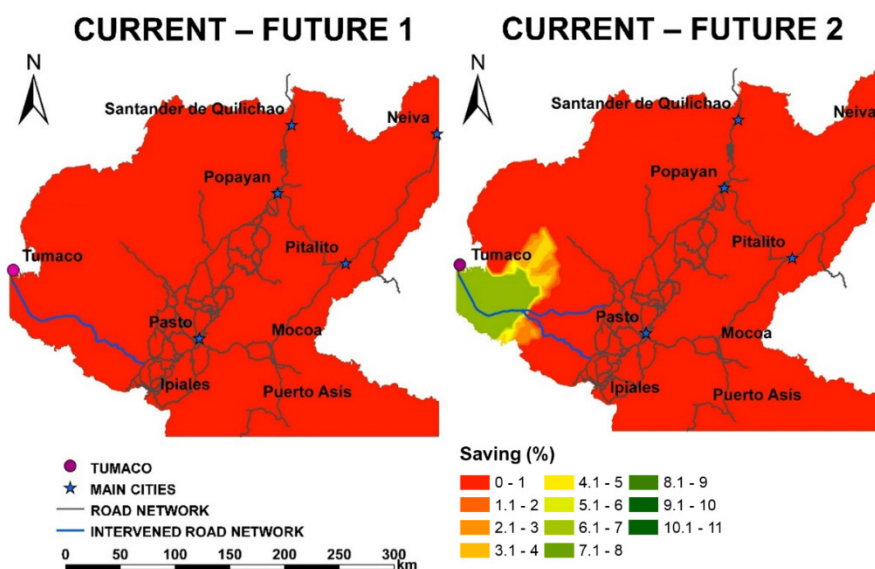 CURRENT – FUTURE 1
N
Santander de Quilichao
Neiva
Popayan
Pitalito
Tumaco
Pasto
Mocoa
Ipiales
Puerto Asís
TUMACO
MAIN CITIES
ROAD NETWORK
INTERVENED ROAD NETWORK
0 50 100 150 200 250 300
km
CURRENT – FUTURE 2
N
Santander de Quilichao
Neiva
Popayan
Pitalito
Tumaco
Pasto
Mocoa
Ipiales
Puerto Asís
Saving (%)
0 - 1
1.1 - 2
2.1 - 3
3.1 - 4
4.1 - 5
5.1 - 6
6.1 - 7
7.1 - 8
8.1 - 9
9.1 - 10
10.1 - 11